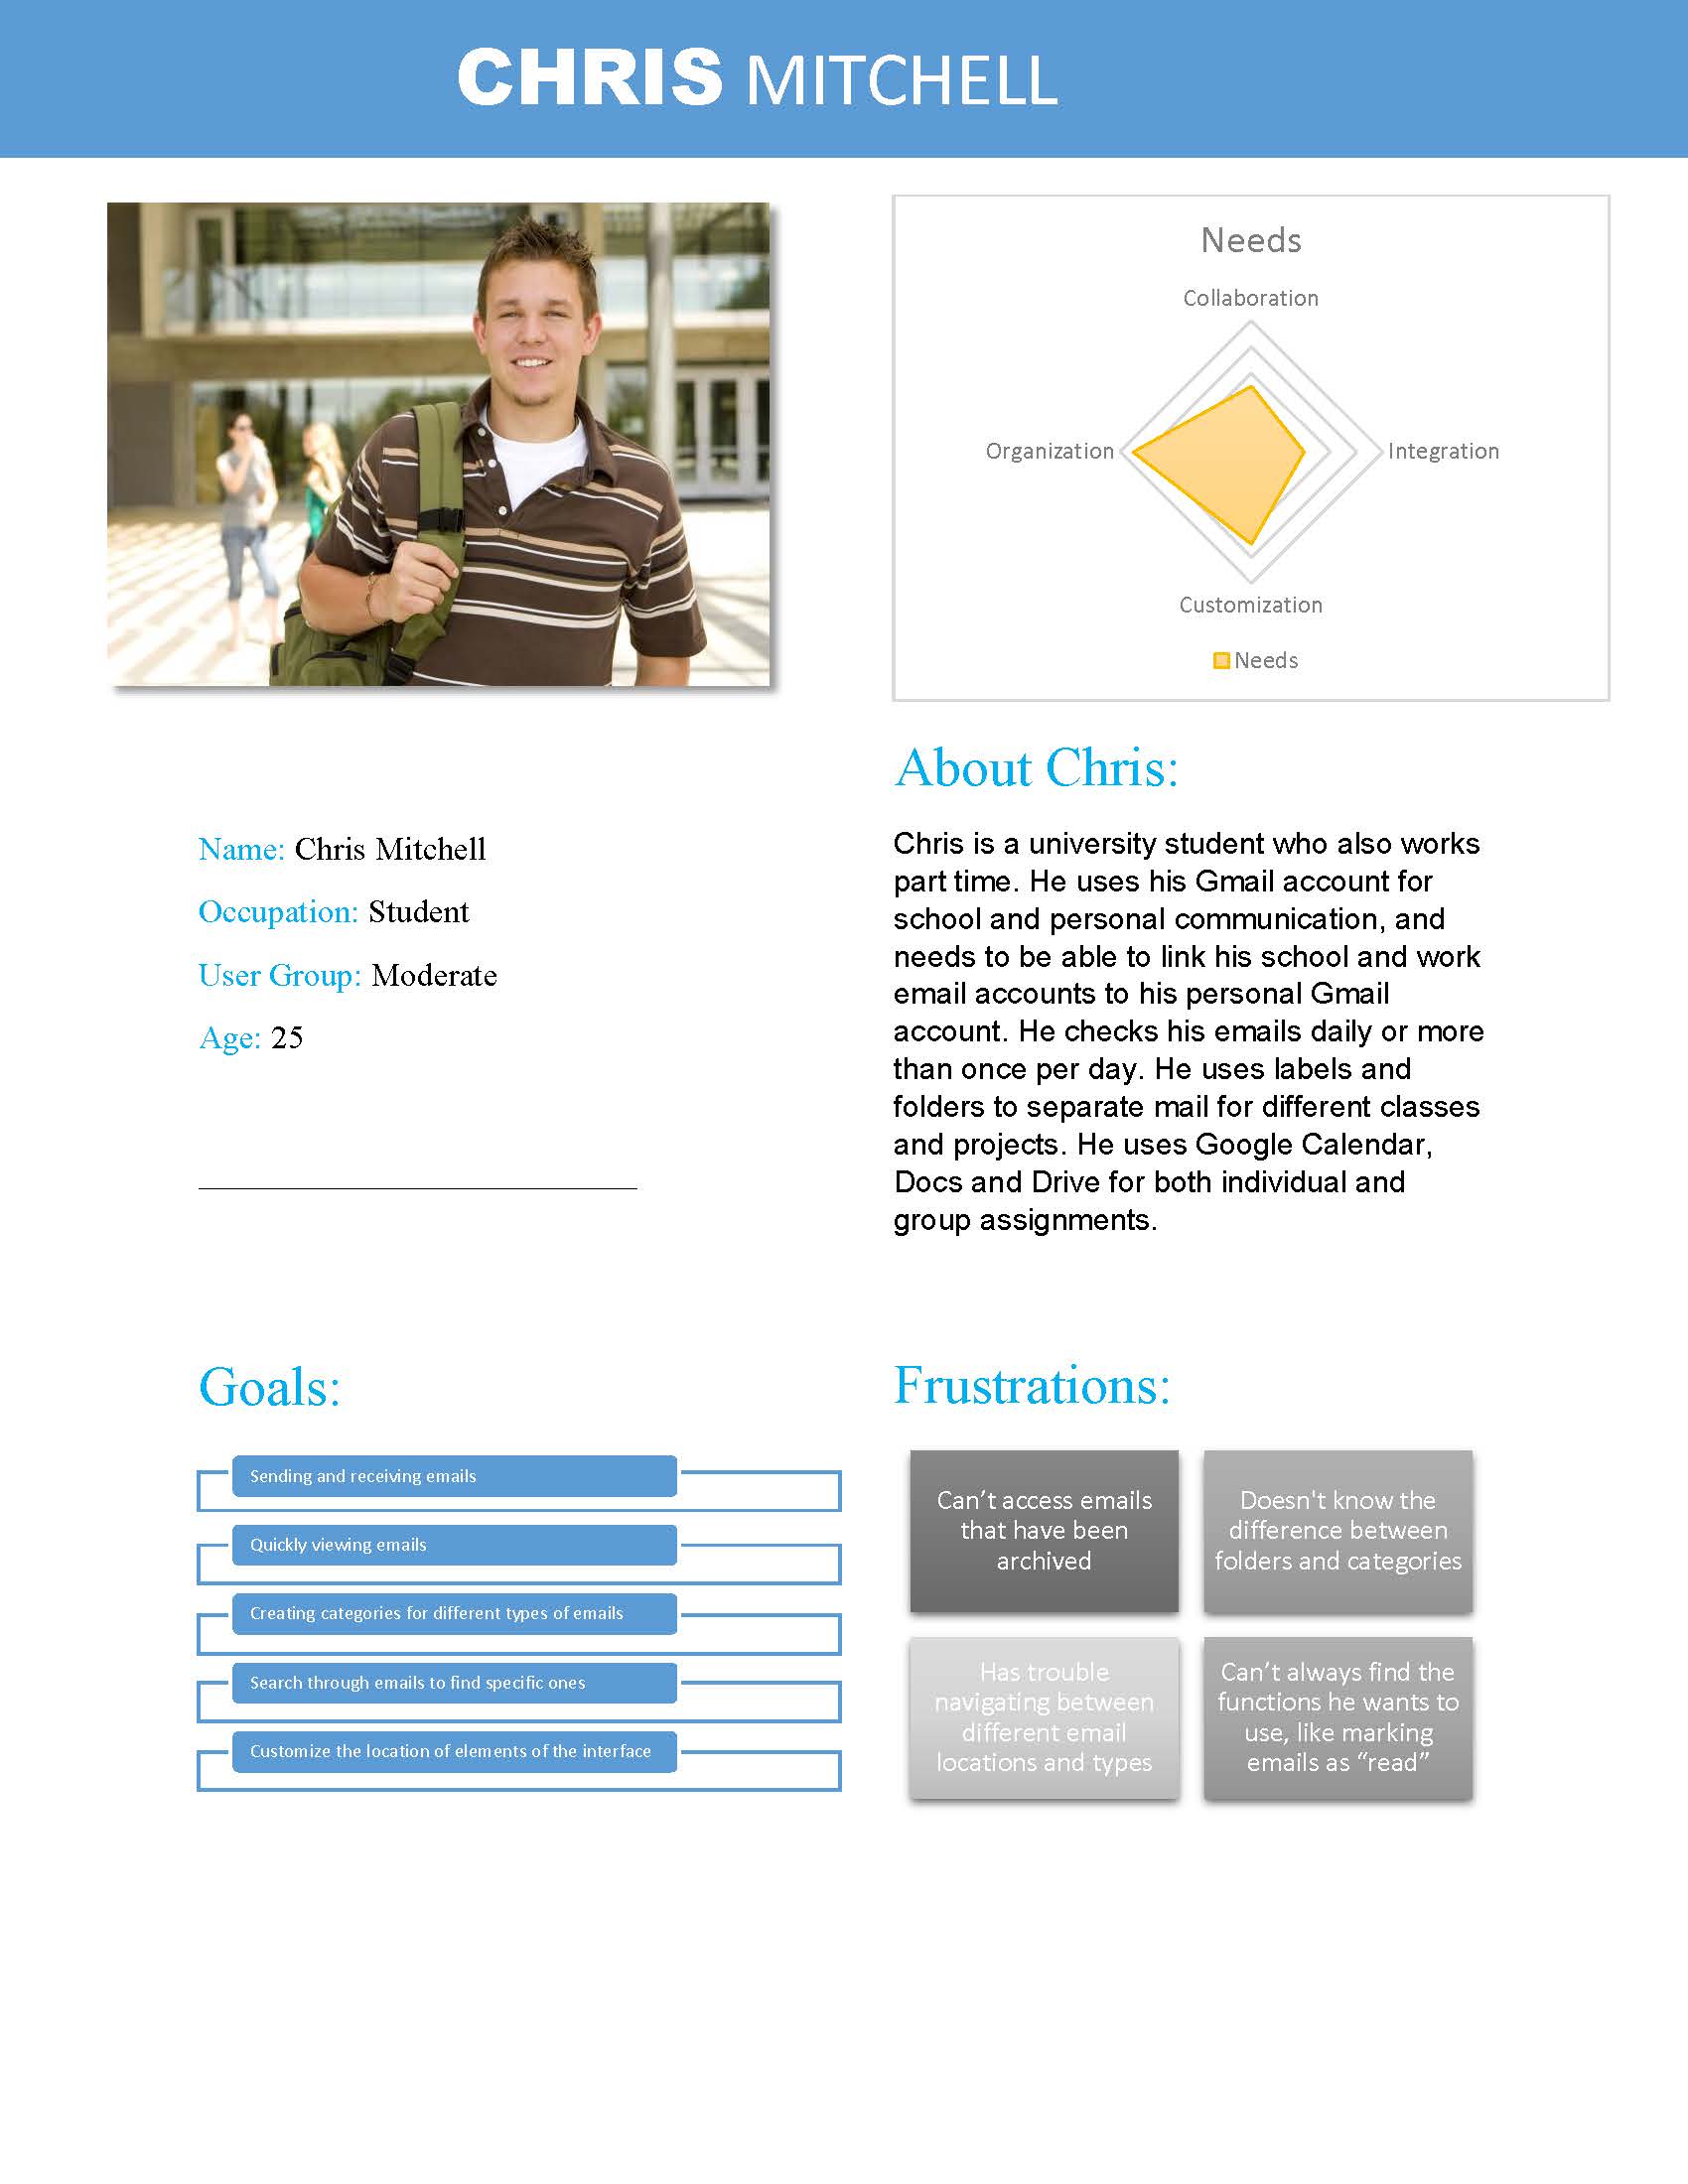 CHRIS MITCHELL
Needs
Collaboration
Organization
Integration
Customization
Needs
Name: Chris Mitchell
Occupation: Student
User Group: Moderate
Age: 25
About Chris:
Chris is a university student who also works
part time. He uses his Gmail account for
school and personal communication, and
needs to be able to link his school and work
email accounts to his personal Gmail
account. He checks his emails daily or more
than once per day. He uses labels and
folders to separate mail for different classes
and projects. He uses Google Calendar,
Docs and Drive for both individual and
group assignments.
Goals:
Sending and receiving emails
Quickly viewing emails
Creating categories for different types of emails
Search through emails to find specific ones
Customize the location of elements of the interface
Frustrations:
Can’t access emails
that have been
archived
Doesn't know the
difference between
folders and categories
Has trouble
navigating between
different email
locations and types
Can’t always find the
functions he wants to
use, like marking
emails as “read”